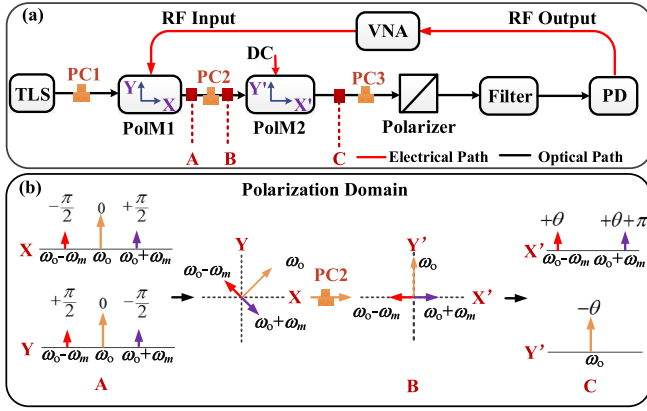 (a)
RF Input
VNA
RF Output
DC
PC1
PC2
PC3
TLS
Y
X
Y'
X'
Filter
PD
PolM1
PolM2
Polarizer
A
B
C
Electrical Path
Optical Path
(b)
Polarization Domain
−π/2
0
+π/2
X
ω₀-ωₘ
ω₀
ω₀+ωₘ
+π/2
0
−π/2
Y
ω₀-ωₘ
ω₀
ω₀+ωₘ
A
Y
ω₀-ωₘ
ω₀
X
ω₀+ωₘ
PC2
Y'
ω₀
X'
ω₀-ωₘ
ω₀+ωₘ
B
+θ
+θ+π
X'
ω₀-ωₘ
ω₀+ωₘ
−θ
Y'
ω₀
C